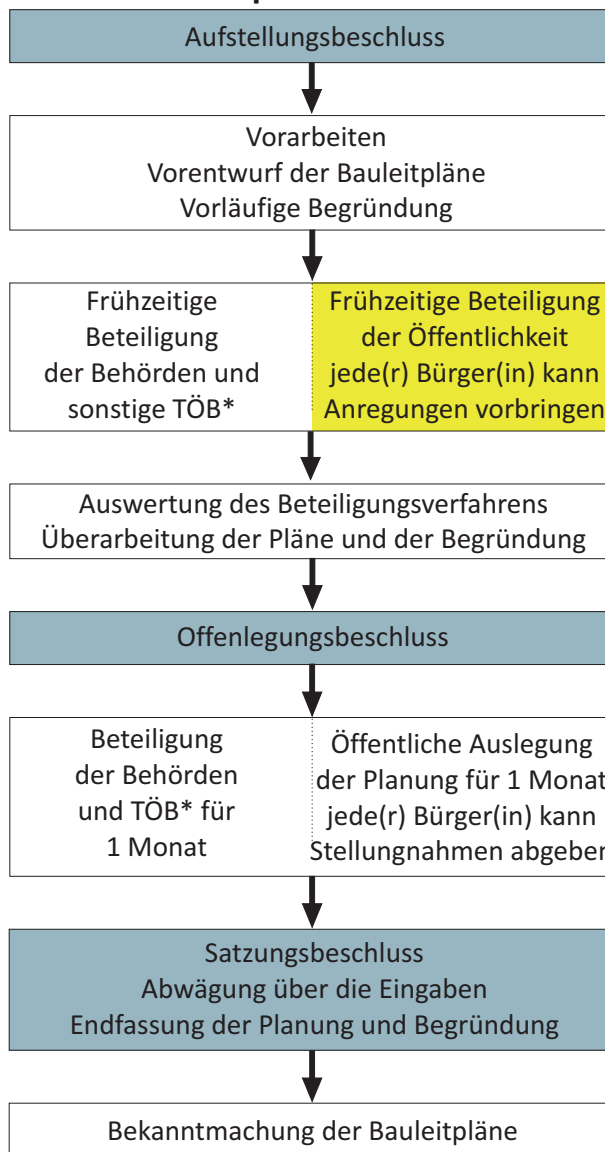 Aufstellungsbeschluss
Vorarbeiten
Vorentwurf der Bauleitpläne
Vorläufige Begründung
Frühzeitige
Beteiligung
der Behörden und
sonstige TÖB*
Frühzeitige Beteiligung
der Öffentlichkeit
jede(r) Bürger(in) kann
Anregungen vorbringen
Auswertung des Beteiligungsverfahrens
Überarbeitung der Pläne und der Begründung
Offenlegungsbeschluss
Beteiligung
der Behörden
und TÖB* für
1 Monat
Öffentliche Auslegung
der Planung für 1 Monat
jede(r) Bürger(in) kann
Stellungnahmen abgeben
Satzungsbeschluss
Abwägung über die Eingaben
Endfassung der Planung und Begründung
Bekanntmachung der Bauleitpläne